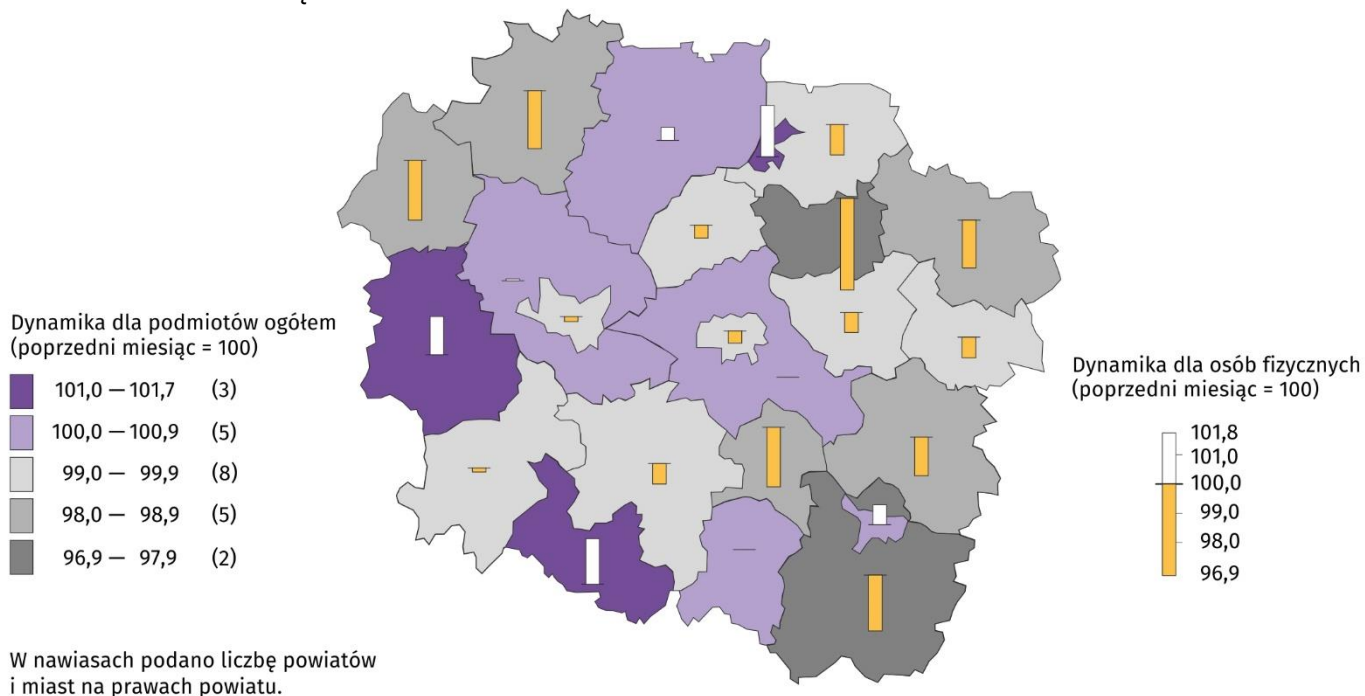 Dynamika dla podmiotów ogółem
(poprzedni miesiąc = 100)
101,0 — 101,7 (3)
100,0 — 100,9 (5)
99,0 — 99,9 (8)
98,0 — 98,9 (5)
96,9 — 97,9 (2)
W nawiasach podano liczbę powiatów
i miast na prawach powiatu.
Dynamika dla osób fizycznych
(poprzedni miesiąc = 100)
101,8
101,0
100,0
99,0
98,0
96,9